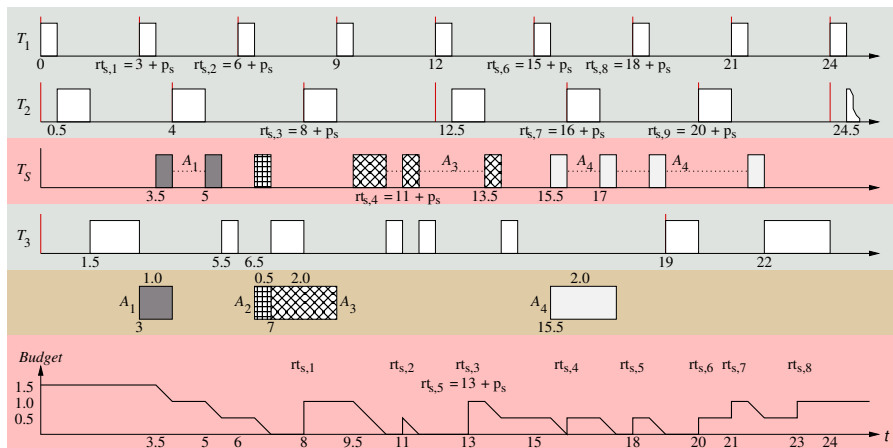 T1
0 rts,1 = 3 + ps rts,2 = 6 + ps 9 12 rts,6 = 15 + ps rts,8 = 18 + ps 21 24
T2
0.5 4 rts,3 = 8 + ps 12.5 rts,7 = 16 + ps rts,9 = 20 + ps 24.5
TS A1 A3 A4 A4
3.5 5 rts,4 = 11 + ps 13.5 15.5 17
T3
1.5 5.5 6.5 19 22
1.0 0.5 2.0 2.0
A1 A2 A3 A4
3 7 15.5
Budget rts,1 rts,2 rts,3 rts,4 rts,5 rts,6 rts,7 rts,8
rts,5 = 13 + ps
1.5
1.0
0.5
3.5 5 6 8 9.5 11 13 15 18 20 21 23 24 t